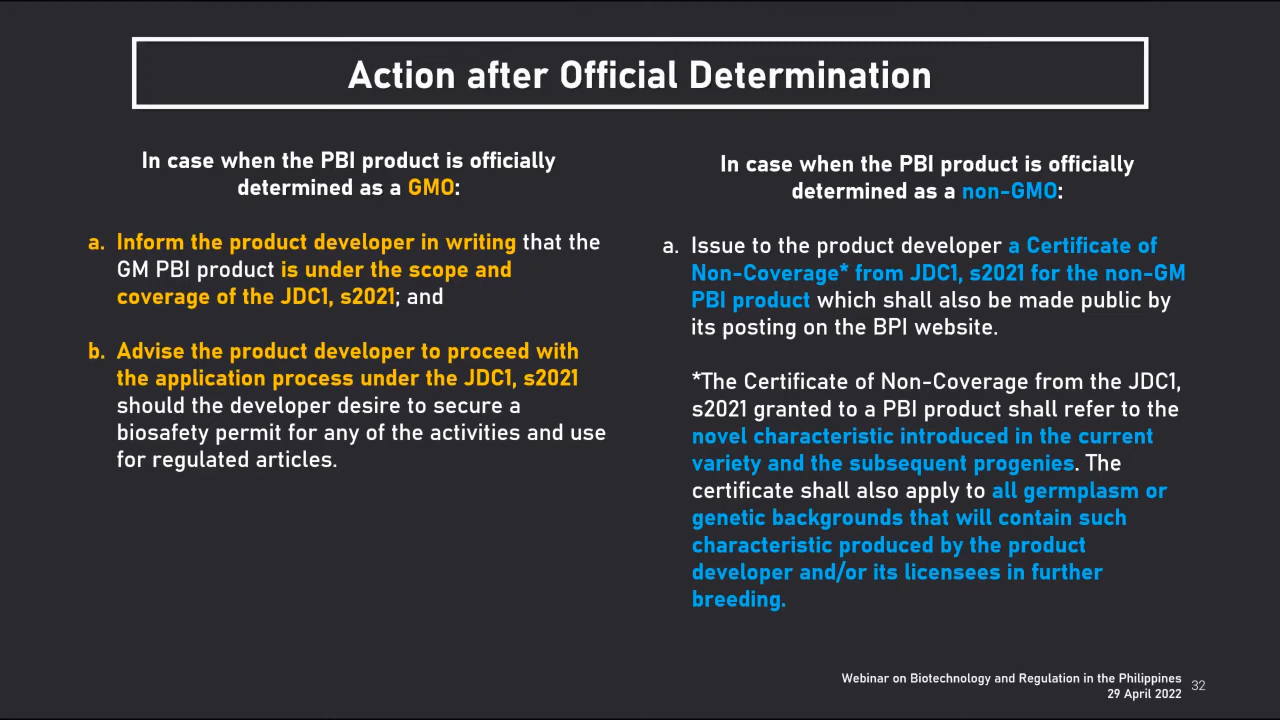 Action after Official Determination
In case when the PBI product is officially
determined as a GMO:
a. Inform the product developer in writing that the
GM PBI product is under the scope and
coverage of the JDC1, s2021; and
b. Advise the product developer to proceed with
the application process under the JDC1, s2021
should the developer desire to secure a
biosafety permit for any of the activities and use
for regulated articles.
In case when the PBI product is officially
determined as a non-GMO:
a. Issue to the product developer a Certificate of
Non-Coverage* from JDC1, s2021 for the non-GM
PBI product which shall also be made public by
its posting on the BPI website.
*The Certificate of Non-Coverage from the JDC1,
s2021 granted to a PBI product shall refer to the
novel characteristic introduced in the current
variety and the subsequent progenies. The
certificate shall also apply to all germplasm or
genetic backgrounds that will contain such
characteristic produced by the product
developer and/or its licensees in further
breeding.
Webinar on Biotechnology and Regulation in the Philippines
29 April 2022
32